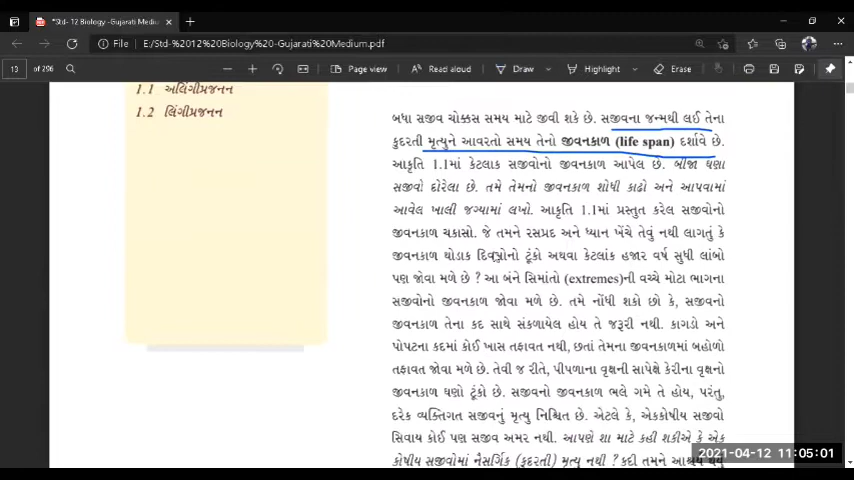 *Std- 12 Biology - Gujarati Mediu
File
E:/Std-%2012%20Biology%20-Gujarati%20Medium.pdf
13 of 296
Page view
Read aloud
Draw
Highlight
Erase
1.1 અલિંગીપ્રજનન
1.2 લિંગીપ્રજનન
બધા સજીવ ચોક્કસ સમય માટે જીવી શકે છે. સજીવના જન્મથી લઈ તેના
કુદરતી મૃત્યુને આવરતો સમય તેનો જીવનકાળ (life span) દર્શાવે છે.
આકૃતિ 1.1માં કેટલાક સજીવોનો જીવનકાળ આપેલ છે. બીજા ઘણા
સજીવો દોરેલા છે. તમે તેમનો જીવનકાળ શોધી કાઢો અને આપવામાં
આવેલ ખાલી જગ્યામાં લખો. આકૃતિ 1.1માં પ્રસ્તુત કરેલ સજીવોનો
જીવનકાળ ચકાસો. જે તમને રસપ્રદ અને ધ્યાન ખેંચે તેવું નથી લાગતું કે
જીવનકાળ થોડાક દિવસોનો ટૂંકો અથવા કેટલાંક હજાર વર્ષ સુધી લાંબો
પણ જોવા મળે છે ? આ બંને સિમાંતો (extremes)ની વચ્ચે મોટા ભાગના
સજીવોનો જીવનકાળ જોવા મળે છે. તમે નોંધી શકો છો કે, સજીવનો
જીવનકાળ તેના કદ સાથે સંકળાયેલ હોય તે જરૂરી નથી. કાગડો અને
પોપટના કદમાં કોઈ ખાસ તફાવત નથી, છતાં તેમના જીવનકાળમાં બહોળો
તફાવત જોવા મળે છે. તેવી જ રીતે, પીપળાના વૃક્ષની સાપેક્ષે કેરીના વૃક્ષનો
જીવનકાળ ઘણો ટૂંકો છે. સજીવનો જીવનકાળ ભલે ગમે તે હોય, પરંતુ,
દરેક વ્યક્તિગત સજીવનું મૃત્યુ નિશ્ચિત છે. એટલે કે, એકકોષીય સજીવો
સિવાય કોઈ પણ સજીવ અમર નથી. આપણે શા માટે કહી શકીએ કે એક
કોષીય સજીવોમાં નૈસર્ગિક (કુદરતી) મૃત્યુ નથી ? કદી તમને આશ્ચર્ય થયું
2021-04-12 11:05:01